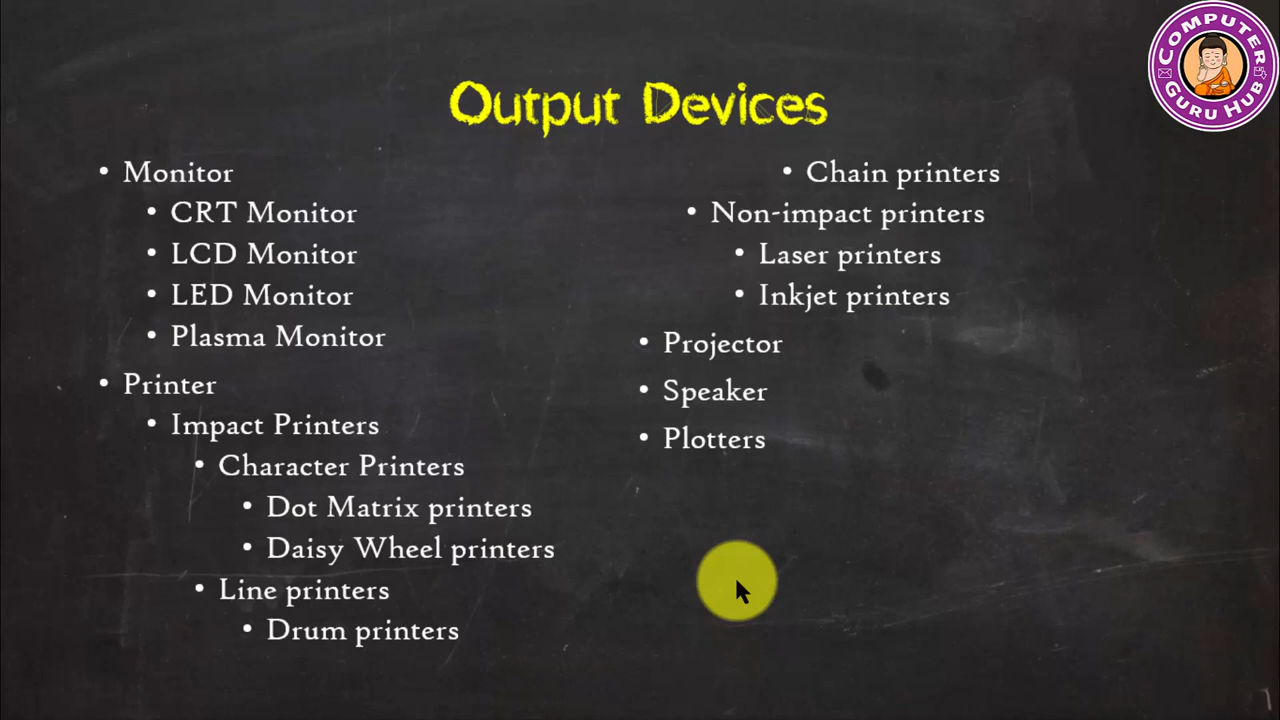 COMPUTER
GURU HUB
Output Devices
• Monitor
• CRT Monitor
• LCD Monitor
• LED Monitor
• Plasma Monitor
• Printer
• Impact Printers
• Character Printers
• Dot Matrix printers
• Daisy Wheel printers
• Line printers
• Drum printers
• Chain printers
• Non-impact printers
• Laser printers
• Inkjet printers
• Projector
• Speaker
• Plotters